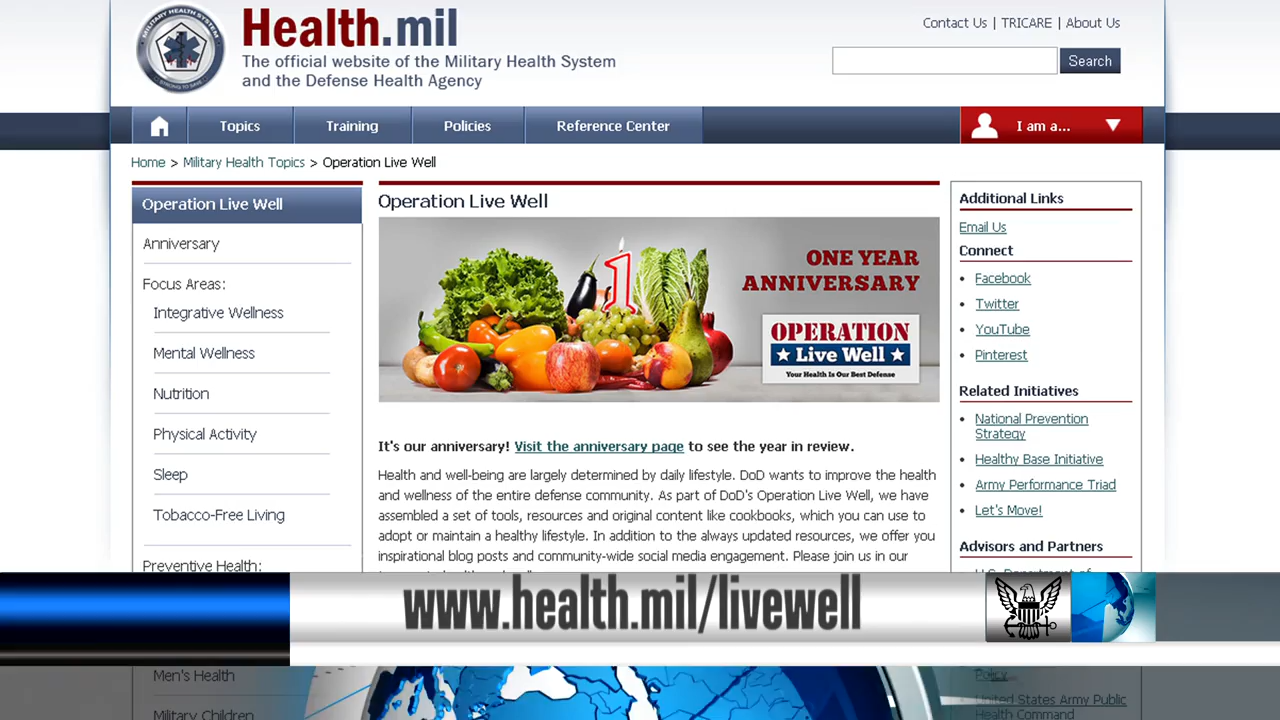 MILITARY HEALTH SYSTEM
Health.mil
The official website of the Military Health System
and the Defense Health Agency
Contact Us | TRICARE | About Us
Search
Topics
Training
Policies
Reference Center
I am a...
Home > Military Health Topics > Operation Live Well
Operation Live Well
Anniversary
Focus Areas:
Integrative Wellness
Mental Wellness
Nutrition
Physical Activity
Sleep
Tobacco-Free Living
Preventive Health:
Men's Health
Military Children
Operation Live Well
1
ONE YEAR
ANNIVERSARY
OPERATION
Live Well
Your Health Is Our Best Defense
It's our anniversary! Visit the anniversary page to see the year in review.
Health and well-being are largely determined by daily lifestyle. DoD wants to improve the health
and wellness of the entire defense community. As part of DoD's Operation Live Well, we have
assembled a set of tools, resources and original content like cookbooks, which you can use to
adopt or maintain a healthy lifestyle. In addition to the always updated resources, we offer you
inspirational blog posts and community-wide social media engagement. Please join us in our
Additional Links
Email Us
Connect
• Facebook
• Twitter
• YouTube
• Pinterest
Related Initiatives
• National Prevention
Strategy
• Healthy Base Initiative
• Army Performance Triad
• Let's Move!
Advisors and Partners
U.S. Department of
Policy
United States Army Public
Health Command
www.health.mil/livewell